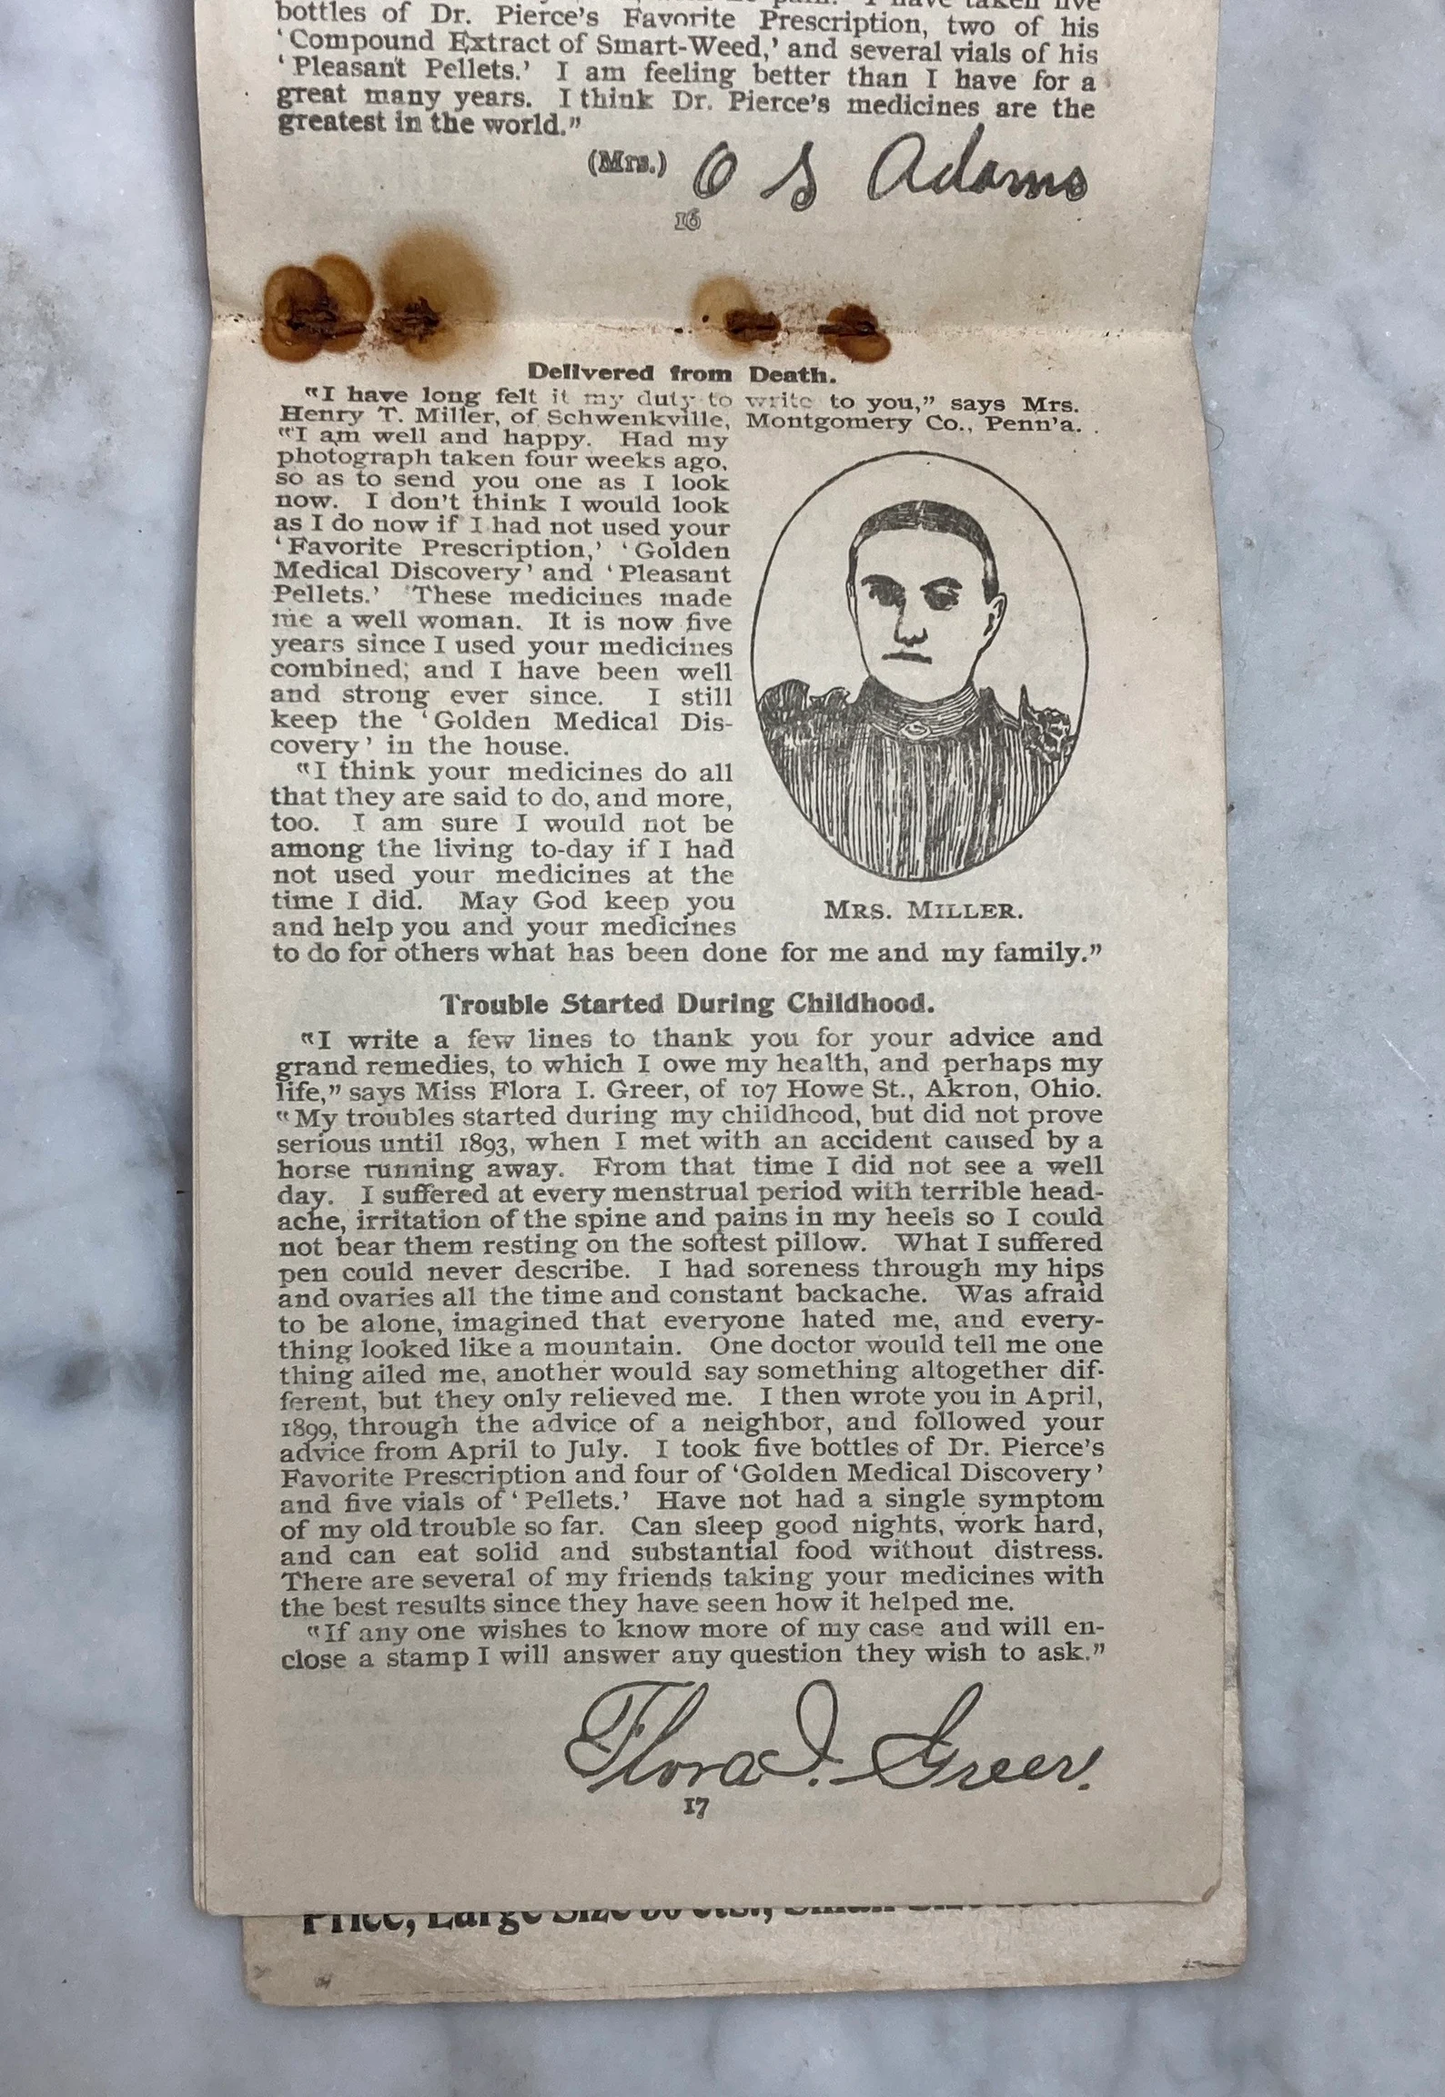 bottles of Dr. Pierce's Favorite Prescription, two of his
‘Compound Extract of Smart-Weed,’ and several vials of his
‘Pleasant Pellets.’ I am feeling better than I have for a
great many years. I think Dr. Pierce's medicines are the
greatest in the world.”
(Mrs.) O S Adams
16
Delivered from Death.
“I have long felt it my duty to write to you,” says Mrs.
Henry T. Miller, of Schwenkville, Montgomery Co., Penn'a.
“I am well and happy. Had my
photograph taken four weeks ago,
so as to send you one as I look
now. I don't think I would look
as I do now if I had not used your
‘Favorite Prescription,’ ‘Golden
Medical Discovery’ and ‘Pleasant
Pellets.’ These medicines made
me a well woman. It is now five
years since I used your medicines
combined; and I have been well
and strong ever since. I still
keep the ‘Golden Medical Dis-
covery’ in the house.
“I think your medicines do all
that they are said to do, and more,
too. I am sure I would not be
among the living to-day if I had
not used your medicines at the
time I did. May God keep you
and help you and your medicines
to do for others what has been done for me and my family.”
MRS. MILLER.
Trouble Started During Childhood.
“I write a few lines to thank you for your advice and
grand remedies, to which I owe my health, and perhaps my
life,” says Miss Flora I. Greer, of 107 Howe St., Akron, Ohio.
“My troubles started during my childhood, but did not prove
serious until 1893, when I met with an accident caused by a
horse running away. From that time I did not see a well
day. I suffered at every menstrual period with terrible head-
ache, irritation of the spine and pains in my heels so I could
not bear them resting on the softest pillow. What I suffered
pen could never describe. I had soreness through my hips
and ovaries all the time and constant backache. Was afraid
to be alone, imagined that everyone hated me, and every-
thing looked like a mountain. One doctor would tell me one
thing ailed me, another would say something altogether dif-
ferent, but they only relieved me. I then wrote you in April,
1899, through the advice of a neighbor, and followed your
advice from April to July. I took five bottles of Dr. Pierce's
Favorite Prescription and four of ‘Golden Medical Discovery’
and five vials of ‘Pellets.’ Have not had a single symptom
of my old trouble so far. Can sleep good nights, work hard,
and can eat solid and substantial food without distress.
There are several of my friends taking your medicines with
the best results since they have seen how it helped me.
“If any one wishes to know more of my case and will en-
close a stamp I will answer any question they wish to ask.”
Flora I. Greer.
17
Price, Large Size